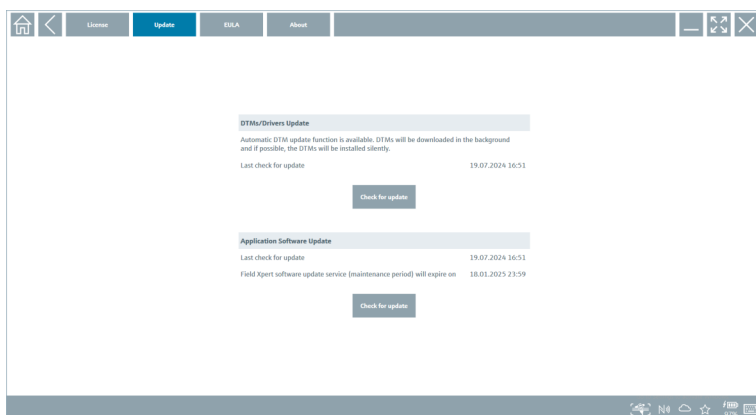 License Update EULA About
DTMs/Drivers Update
Automatic DTM update function is available. DTMs will be downloaded in the background
and if possible, the DTMs will be installed silently.
Last check for update 19.07.2024 16:51
Check for update
Application Software Update
Last check for update 19.07.2024 16:51
Field Xpert software update service (maintenance period) will expire on 18.01.2025 23:59
Check for update